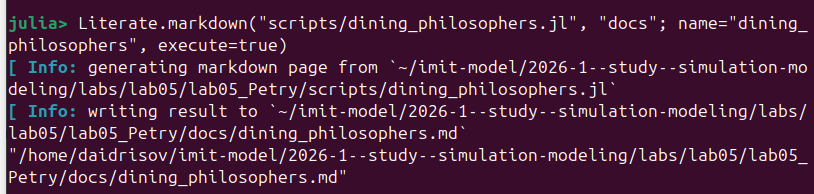 julia> Literate.markdown("scripts/dining_philosophers.jl", "docs"; name="dining_
philosophers", execute=true)
[ Info: generating markdown page from `~/imit-model/2026-1--study--simulation-mo
deling/labs/lab05/lab05_Petry/scripts/dining_philosophers.jl`
[ Info: writing result to `~/imit-model/2026-1--study--simulation-modeling/labs/
lab05/lab05_Petry/docs/dining_philosophers.md`
"/home/daidrisov/imit-model/2026-1--study--simulation-modeling/labs/lab05/lab05_
Petry/docs/dining_philosophers.md"